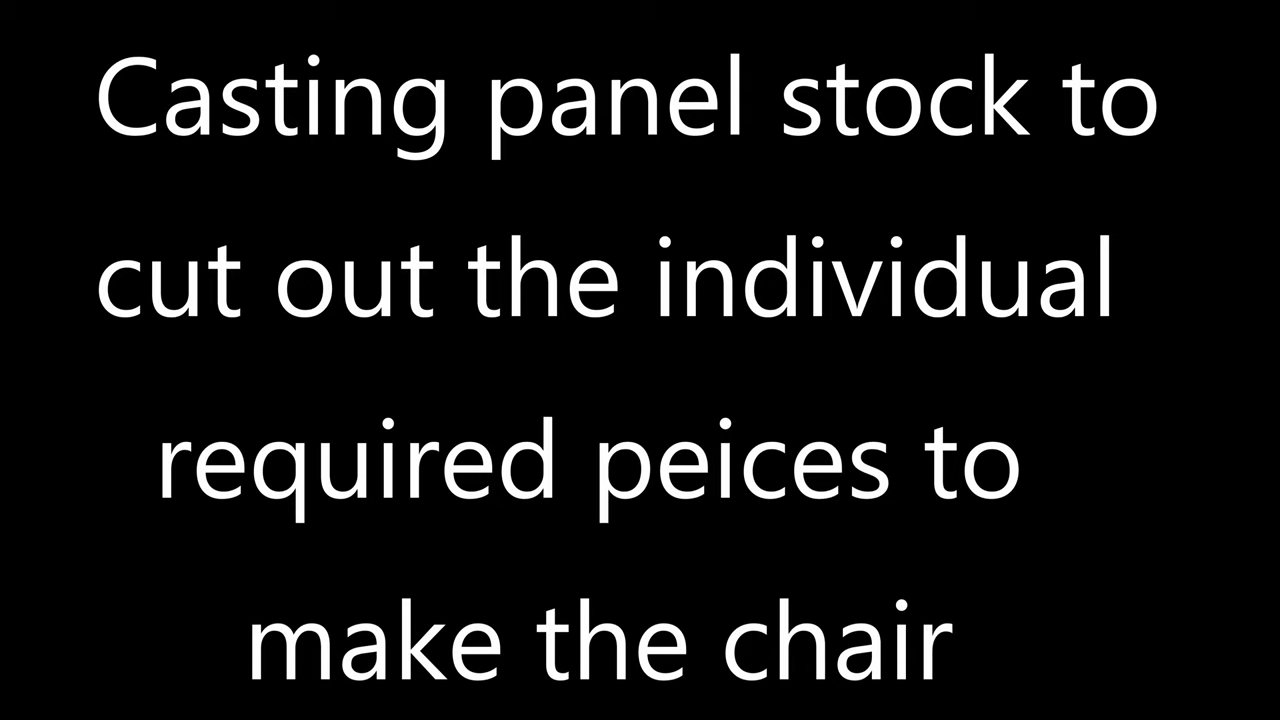 Casting panel stock to
cut out the individual
required peices to
make the chair